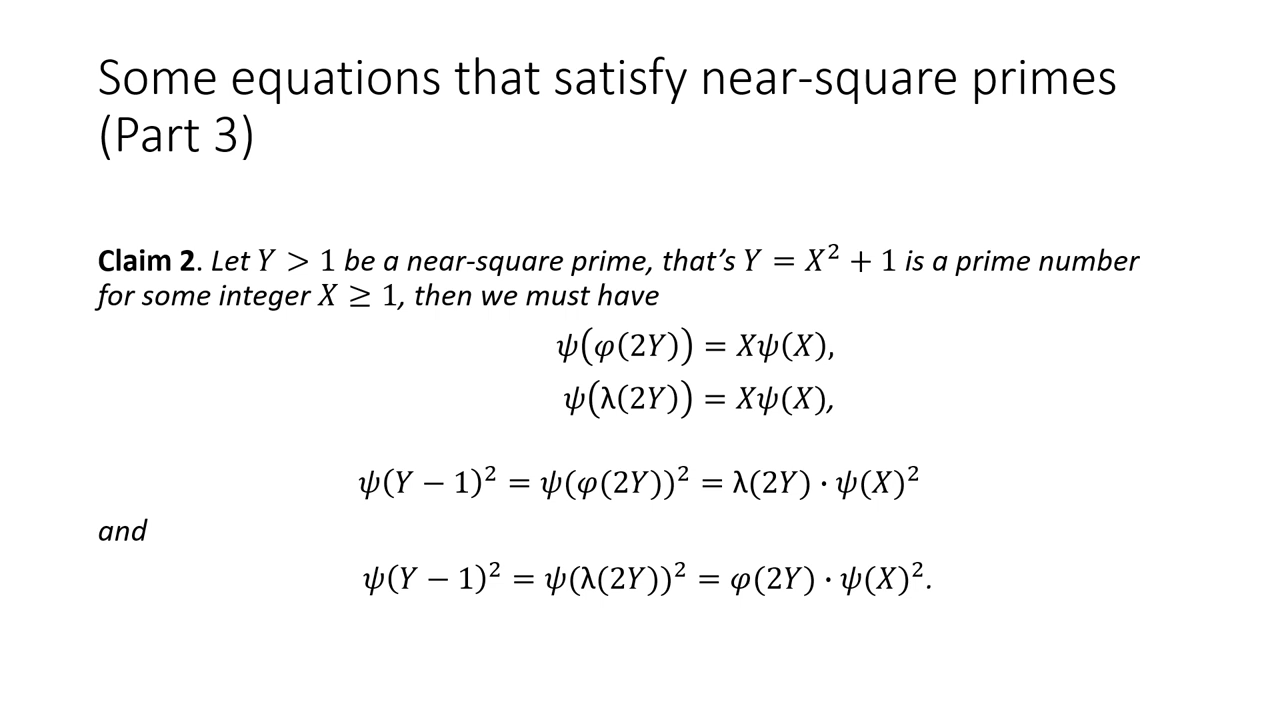 Some equations that satisfy near-square primes
(Part 3)
Claim 2. Let 𝑌 > 1 be a near-square prime, that’s 𝑌 = 𝑋² + 1 is a prime number
for some integer 𝑋 ≥ 1, then we must have
𝜓(𝜑(2𝑌)) = 𝑋𝜓(𝑋),
𝜓(λ(2𝑌)) = 𝑋𝜓(𝑋),
𝜓(𝑌 − 1)² = 𝜓(𝜑(2𝑌))² = λ(2𝑌) · 𝜓(𝑋)²
and
𝜓(𝑌 − 1)² = 𝜓(λ(2𝑌))² = 𝜑(2𝑌) · 𝜓(𝑋)².